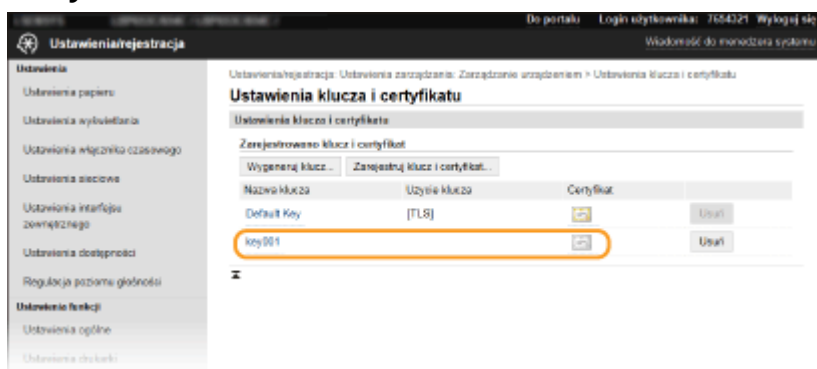 Do portalu Login użytkownika: 7654321 Wyloguj się
Ustawienia/rejestracja
Wiadomość do menedżera systemu
Ustawienia
Ustawienia papieru
Ustawienia wyświetlania
Ustawienia włącznika czasowego
Ustawienia sieciowe
Ustawienia interfejsu
zewnętrznego
Ustawienia dostępności
Regulacja poziomu głośności
Ustawienia funkcji
Ustawienia ogólne
Ustawienia drukarki
Ustawienia/rejestracja: Ustawienia zarządzania: Zarządzanie urządzeniem > Ustawienia klucza i certyfikatu
Ustawienia klucza i certyfikatu
Ustawienia klucza i certyfikatu
Zarejestrowano klucz i certyfikat
Wygeneruj klucz... Zarejestruj klucz i certyfikat...
Nazwa klucza Użycie klucza Certyfikat
Default Key [TLS] Usuń
key001 Usuń